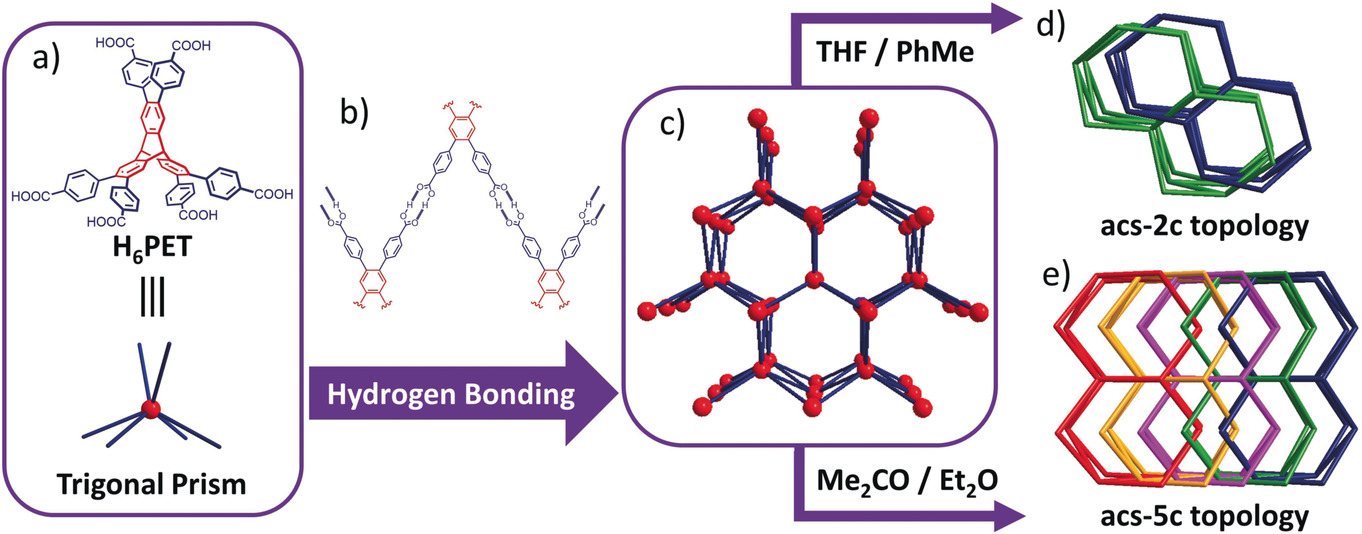 a)
HOOC
COOH
HOOC
COOH
HOOC
COOH
H₆PET
Trigonal Prism
b)
O H O
O H O
O H O
O H O
O H O
O H O
Hydrogen Bonding
c)
THF / PhMe
Me₂CO / Et₂O
d)
acs-2c topology
e)
acs-5c topology